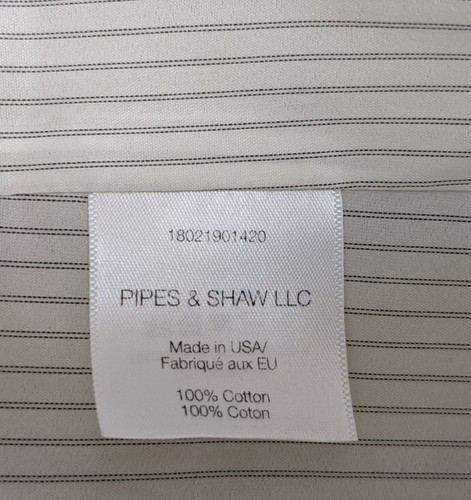 18021901420
PIPES & SHAW LLC
Made in USA/
Fabriqué aux EU
100% Cotton
100% Coton